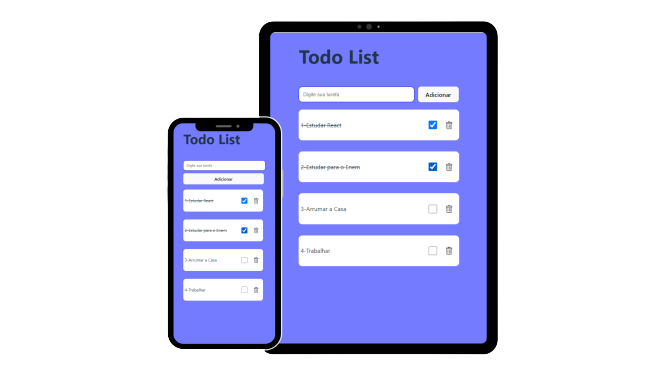 Todo List
Digite sua tarefa
Adicionar
1-Estudar React
2-Estudar para o Enem
3-Arrumar a Casa
4-Trabalhar
Todo List
Digite sua tarefa
Adicionar
1-Estudar React
2-Estudar para o Enem
3-Arrumar a Casa
4-Trabalhar